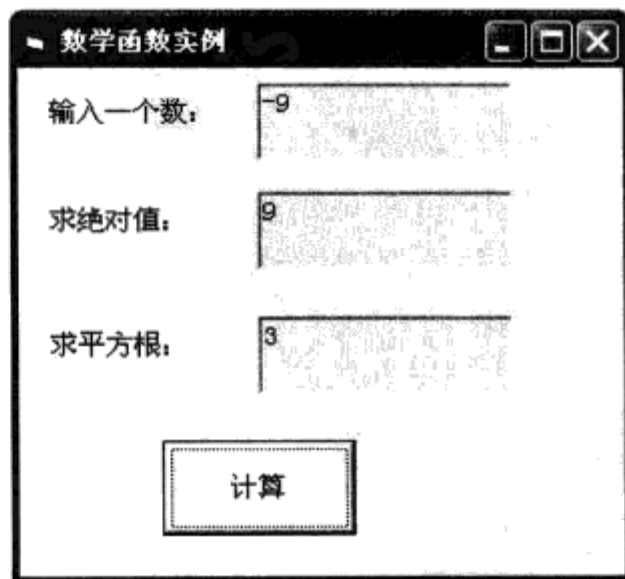 数学函数实例
输入一个数： -9
求绝对值： 9
求平方根： 3
计算